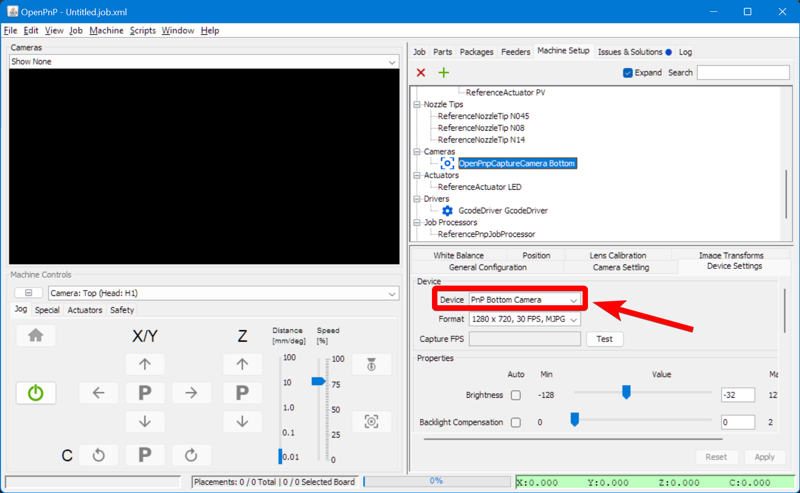 OpenPnP - Untitled.job.xml
File Edit View Job Machine Scripts Window Help
Cameras
Show None
Job Parts Packages Feeders Machine Setup Issues & Solutions Log
Expand Search
ReferenceActuator PV
Nozzle Tips
ReferenceNozzleTip N045
ReferenceNozzleTip N08
ReferenceNozzleTip N14
Cameras
OpenPnpCaptureCamera Bottom
Actuators
ReferenceActuator LED
Drivers
GcodeDriver GcodeDriver
Job Processors
ReferencePnpJobProcessor
White Balance Position Lens Calibration Image Transforms
General Configuration Camera Settling Device Settings
Device
Device PnP Bottom Camera
Format 1280 x 720, 30 FPS, MJPG
Capture FPS Test
Properties
Auto Min Value Ma
Brightness -128 -32 12
Backlight Compensation 0 0 2
Reset Apply
Machine Controls
Camera: Top (Head: H1)
Jog Special Actuators Safety
X/Y Z
Distance [mm/deg]
Speed [%]
100
10
1.0
0.1
0.01
100
75
50
25
0
P P
C P
Placements: 0 / 0 Total | 0 / 0 Selected Board
0%
X:0.000 Y:0.000 Z:0.000 C:0.000